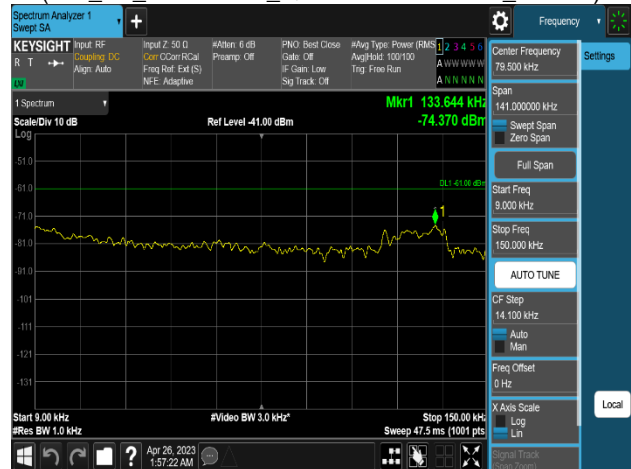 Spectrum Analyzer 1
Swept SA
Frequency
KEYSIGHT
R T
LW
Input: RF
Coupling: DC
Align: Auto
Input Z: 50 Ω
Corr CCorr RCal
Freq Ref: Ext (S)
NFE: Adaptive
#Atten: 6 dB
Preamp: Off
PNO: Best Close
Gate: Off
IF Gain: Low
Sig Track: Off
#Avg Type: Power (RMS
Avg|Hold: 100/100
Trig: Free Run
1 2 3 4 5 6
A W W W W W
A N N N N N
1 Spectrum
Mkr1 133.644 kHz
-74.370 dBm
Scale/Div 10 dB
Ref Level -41.00 dBm
Log
-51.0
-61.0
DL1 -61.00 dBm
-71.0
1
-81.0
-91.0
-101
-111
-121
-131
Start 9.00 kHz
#Video BW 3.0 kHz*
Stop 150.00 kHz
#Res BW 1.0 kHz
Sweep 47.5 ms (1001 pts
Center Frequency
79.500 kHz
Settings
Span
141.000000 kHz
Swept Span
Zero Span
Full Span
Start Freq
9.000 kHz
Stop Freq
150.000 kHz
AUTO TUNE
CF Step
14.100 kHz
Auto
Man
Freq Offset
0 Hz
X Axis Scale
Log
Lin
Local
Signal Track
(Span Zoom)
?
Apr 26, 2023
1:57:22 AM